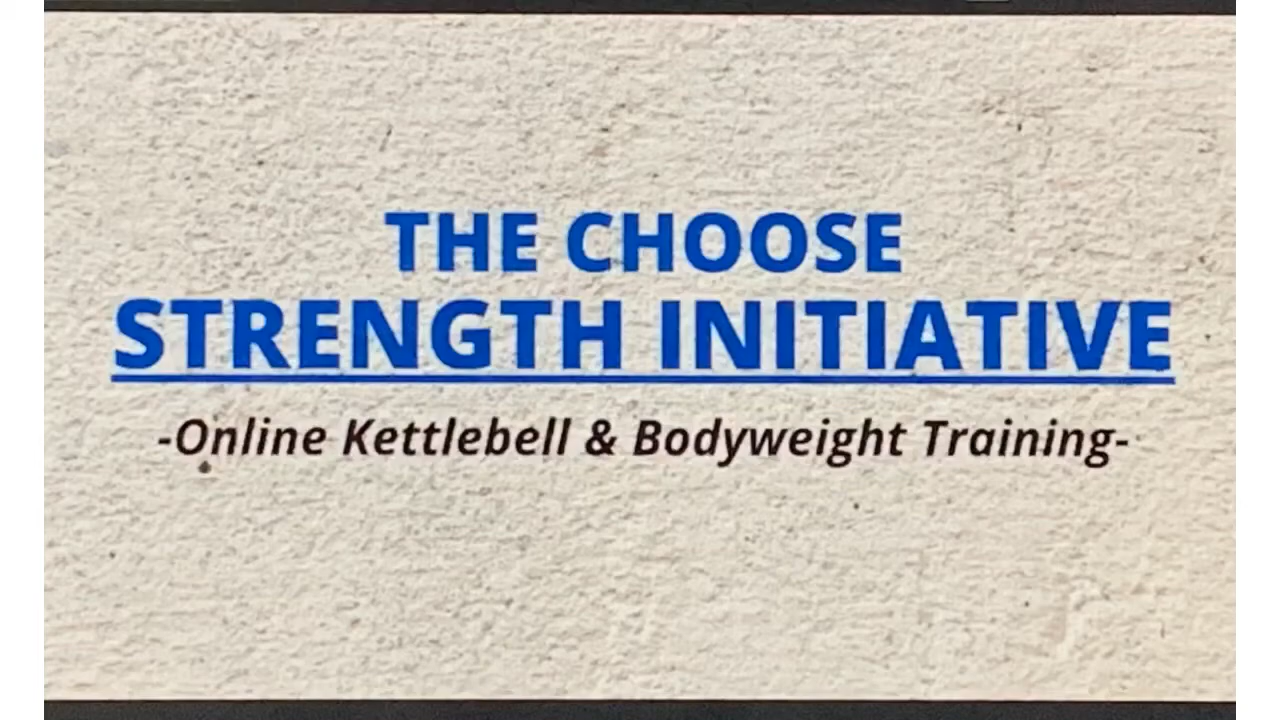 THE CHOOSE
STRENGTH INITIATIVE
-Online Kettlebell & Bodyweight Training-